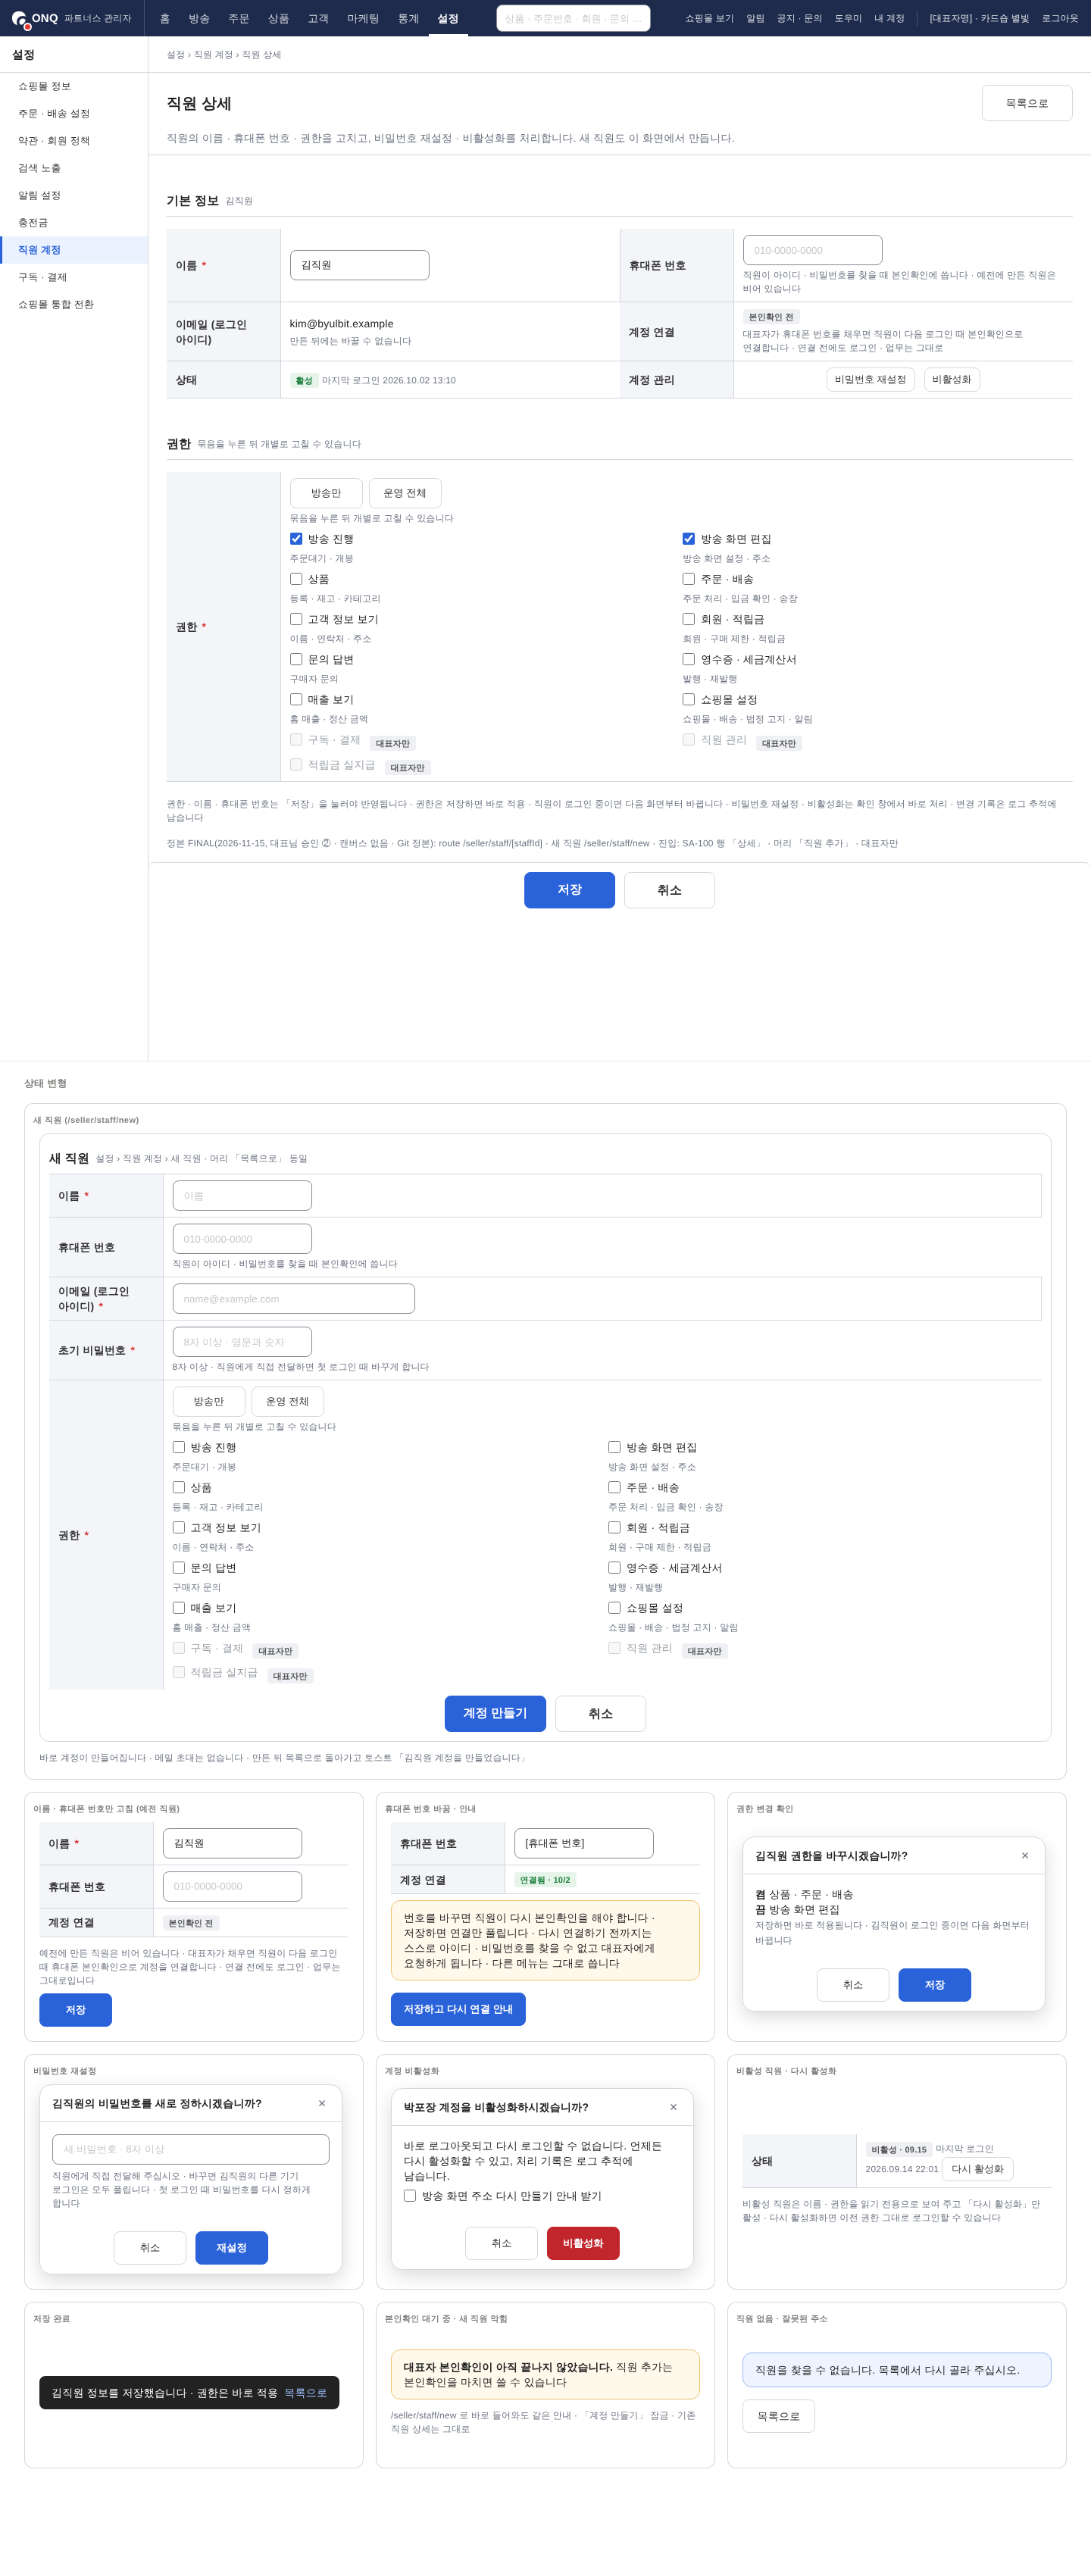 ONQ 파트너스 관리자 홈 방송 주문 상품 고객 마케팅 통계 설정 상품 · 주문번호 · 회원 · 문의 … 쇼핑몰 보기 알림 공지 · 문의 도우미 내 계정 [대표자명] · 카드숍 별빛 로그아웃
설정
쇼핑몰 정보
주문 · 배송 설정
약관 · 회원 정책
검색 노출
알림 설정
충전금
직원 계정
구독 · 결제
쇼핑몰 통합 전환
설정 › 직원 계정 › 직원 상세
직원 상세
목록으로
직원의 이름 · 휴대폰 번호 · 권한을 고치고, 비밀번호 재설정 · 비활성화를 처리합니다. 새 직원도 이 화면에서 만듭니다.
기본 정보 김직원
이름 *
김직원
휴대폰 번호
010-0000-0000
직원이 아이디 · 비밀번호를 찾을 때 본인확인에 씁니다 · 예전에 만든 직원은
비어 있습니다
이메일 (로그인
아이디)
kim@byulbit.example
만든 뒤에는 바꿀 수 없습니다
계정 연결
본인확인 전
대표자가 휴대폰 번호를 채우면 직원이 다음 로그인 때 본인확인으로
연결합니다 · 연결 전에도 로그인 · 업무는 그대로
상태
활성 마지막 로그인 2026.10.02 13:10
계정 관리
비밀번호 재설정 비활성화
권한 묶음을 누른 뒤 개별로 고칠 수 있습니다
권한 *
방송만 운영 전체
묶음을 누른 뒤 개별로 고칠 수 있습니다
방송 진행
주문대기 · 개봉
방송 화면 편집
방송 화면 설정 · 주소
상품
등록 · 재고 · 카테고리
주문 · 배송
주문 처리 · 입금 확인 · 송장
고객 정보 보기
이름 · 연락처 · 주소
회원 · 적립금
회원 · 구매 제한 · 적립금
문의 답변
구매자 문의
영수증 · 세금계산서
발행 · 재발행
매출 보기
홈 매출 · 정산 금액
쇼핑몰 설정
쇼핑몰 · 배송 · 법정 고지 · 알림
구독 · 결제 대표자만
직원 관리 대표자만
적립금 실지급 대표자만
권한 · 이름 · 휴대폰 번호는 「저장」을 눌러야 반영됩니다 · 권한은 저장하면 바로 적용 · 직원이 로그인 중이면 다음 화면부터 바뀝니다 · 비밀번호 재설정 · 비활성화는 확인 창에서 바로 처리 · 변경 기록은 로그 추적에
남습니다
정본 FINAL(2026-11-15, 대표님 승인 ② · 캔버스 없음 · Git 정본): route /seller/staff/[staffId] · 새 직원 /seller/staff/new · 진입: SA-100 행 「상세」 · 머리 「직원 추가」 · 대표자만
저장 취소
상태 변형
새 직원 (/seller/staff/new)
새 직원 설정 › 직원 계정 › 새 직원 · 머리 「목록으로」 동일
이름 *
이름
휴대폰 번호
010-0000-0000
직원이 아이디 · 비밀번호를 찾을 때 본인확인에 씁니다
이메일 (로그인
아이디) *
name@example.com
초기 비밀번호 *
8자 이상 · 영문과 숫자
8자 이상 · 직원에게 직접 전달하면 첫 로그인 때 바꾸게 합니다
권한 *
방송만 운영 전체
묶음을 누른 뒤 개별로 고칠 수 있습니다
방송 진행
주문대기 · 개봉
방송 화면 편집
방송 화면 설정 · 주소
상품
등록 · 재고 · 카테고리
주문 · 배송
주문 처리 · 입금 확인 · 송장
고객 정보 보기
이름 · 연락처 · 주소
회원 · 적립금
회원 · 구매 제한 · 적립금
문의 답변
구매자 문의
영수증 · 세금계산서
발행 · 재발행
매출 보기
홈 매출 · 정산 금액
쇼핑몰 설정
쇼핑몰 · 배송 · 법정 고지 · 알림
구독 · 결제 대표자만
직원 관리 대표자만
적립금 실지급 대표자만
계정 만들기 취소
바로 계정이 만들어집니다 · 메일 초대는 없습니다 · 만든 뒤 목록으로 돌아가고 토스트 「김직원 계정을 만들었습니다」
이름 · 휴대폰 번호만 고침 (예전 직원)
이름 *
김직원
휴대폰 번호
010-0000-0000
계정 연결
본인확인 전
예전에 만든 직원은 비어 있습니다 · 대표자가 채우면 직원이 다음 로그인
때 휴대폰 본인확인으로 계정을 연결합니다 · 연결 전에도 로그인 · 업무는
그대로입니다
저장
휴대폰 번호 바꿈 · 안내
휴대폰 번호
[휴대폰 번호]
계정 연결
연결됨 · 10/2
번호를 바꾸면 직원이 다시 본인확인을 해야 합니다 ·
저장하면 연결만 풀립니다 · 다시 연결하기 전까지는
스스로 아이디 · 비밀번호를 찾을 수 없고 대표자에게
요청하게 됩니다 · 다른 메뉴는 그대로 씁니다
저장하고 다시 연결 안내
권한 변경 확인
김직원 권한을 바꾸시겠습니까? ×
켬 상품 · 주문 · 배송
끔 방송 화면 편집
저장하면 바로 적용됩니다 · 김직원이 로그인 중이면 다음 화면부터
바뀝니다
취소 저장
비밀번호 재설정
김직원의 비밀번호를 새로 정하시겠습니까? ×
새 비밀번호 · 8자 이상
직원에게 직접 전달해 주십시오 · 바꾸면 김직원의 다른 기기
로그인은 모두 풀립니다 · 첫 로그인 때 비밀번호를 다시 정하게
합니다
취소 재설정
계정 비활성화
박포장 계정을 비활성화하시겠습니까? ×
바로 로그아웃되고 다시 로그인할 수 없습니다. 언제든
다시 활성화할 수 있고, 처리 기록은 로그 추적에
남습니다.
방송 화면 주소 다시 만들기 안내 받기
취소 비활성화
비활성 직원 · 다시 활성화
상태
비활성 · 09.15 마지막 로그인
2026.09.14 22:01 다시 활성화
비활성 직원은 이름 · 권한을 읽기 전용으로 보여 주고 「다시 활성화」만
활성 · 다시 활성화하면 이전 권한 그대로 로그인할 수 있습니다
저장 완료
김직원 정보를 저장했습니다 · 권한은 바로 적용 목록으로
본인확인 대기 중 · 새 직원 막힘
대표자 본인확인이 아직 끝나지 않았습니다. 직원 추가는
본인확인을 마치면 쓸 수 있습니다
/seller/staff/new 로 바로 들어와도 같은 안내 · 「계정 만들기」 잠금 · 기존
직원 상세는 그대로
직원 없음 · 잘못된 주소
직원을 찾을 수 없습니다. 목록에서 다시 골라 주십시오.
목록으로